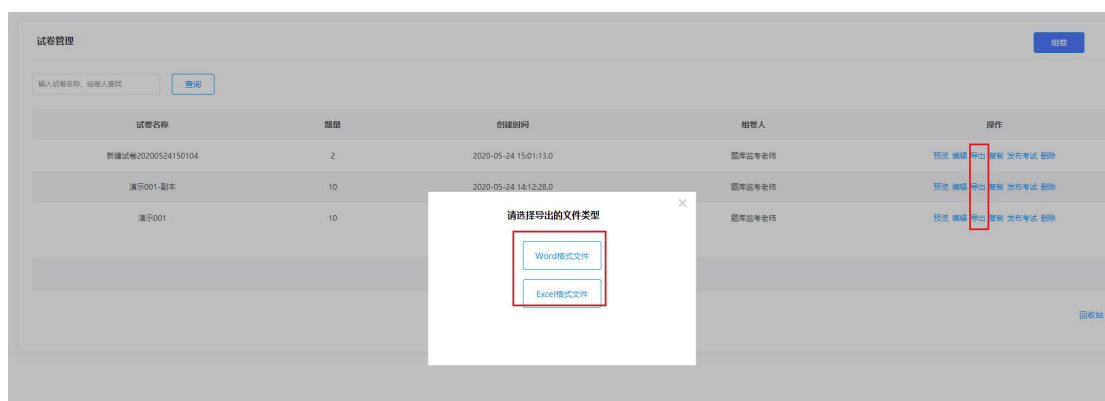 试卷管理
组卷
输入试卷名称、组卷人查找
查询
试卷名称 题量 创建时间 组卷人 操作
新建试卷20200524150104 2 2020-05-24 15:01:13.0 题库监考老师 预览 编辑 导出 复制 发布考试 删除
演示001-副本 10 2020-05-24 14:12:28.0 题库监考老师 预览 编辑 导出 复制 发布考试 删除
演示001 10 题库监考老师 预览 编辑 导出 复制 发布考试 删除
请选择导出的文件类型
Word格式文件
Excel格式文件
回收站